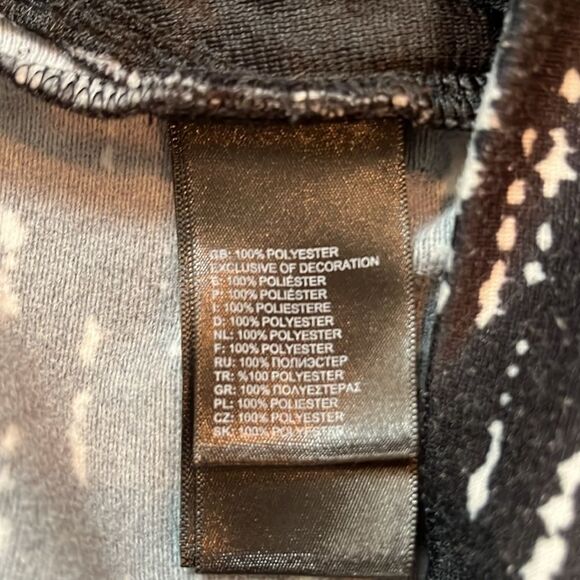 GB: 100% POLYESTER
EXCLUSIVE OF DECORATION
E: 100% POLIÉSTER
P: 100% POLIÉSTER
I: 100% POLIESTERE
D: 100% POLYESTER
NL: 100% POLYESTER
F: 100% POLYESTER
RU: 100% ПОЛИЭСТЕР
TR: %100 POLYESTER
GR: 100% ΠΟΛΥΕΣΤΕΡΑΣ
PL: 100% POLYESTER
CZ: 100% POLYESTER
SK: 100% POLYESTER